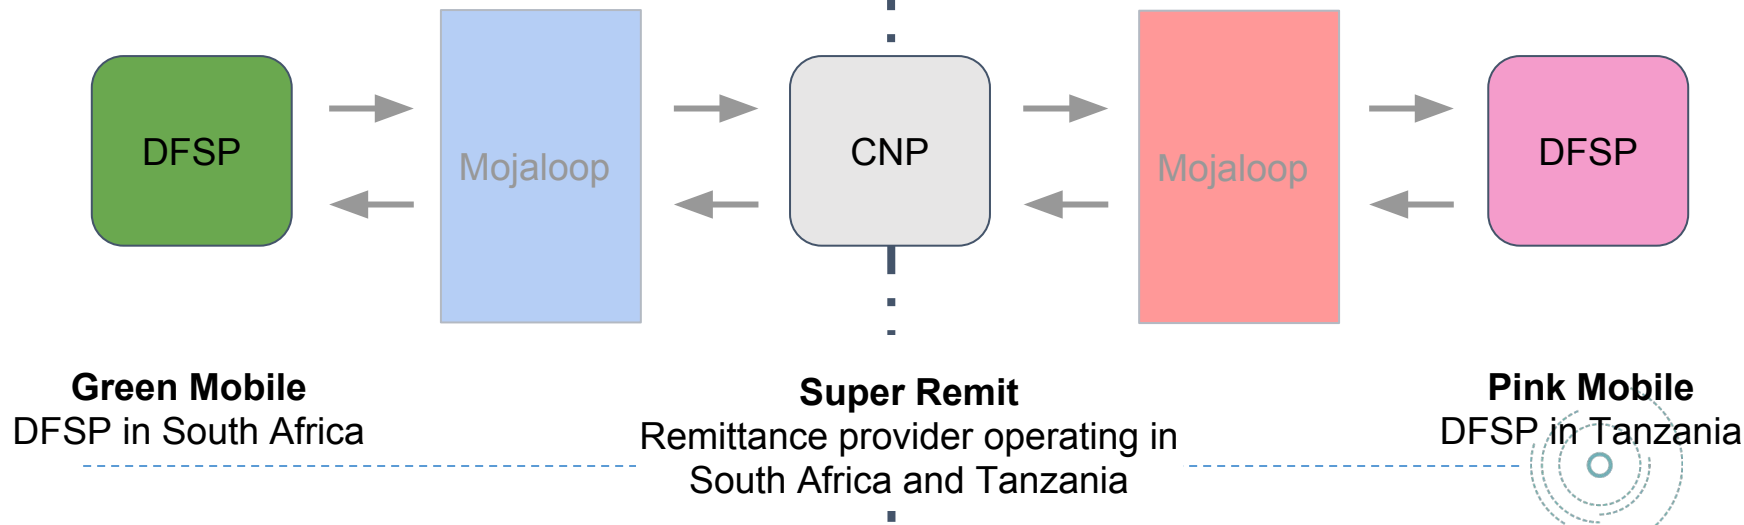 DFSP
Mojaloop
CNP
Mojaloop
DFSP
Green Mobile
DFSP in South Africa
Super Remit
Remittance provider operating in
South Africa and Tanzania
Pink Mobile
DFSP in Tanzania